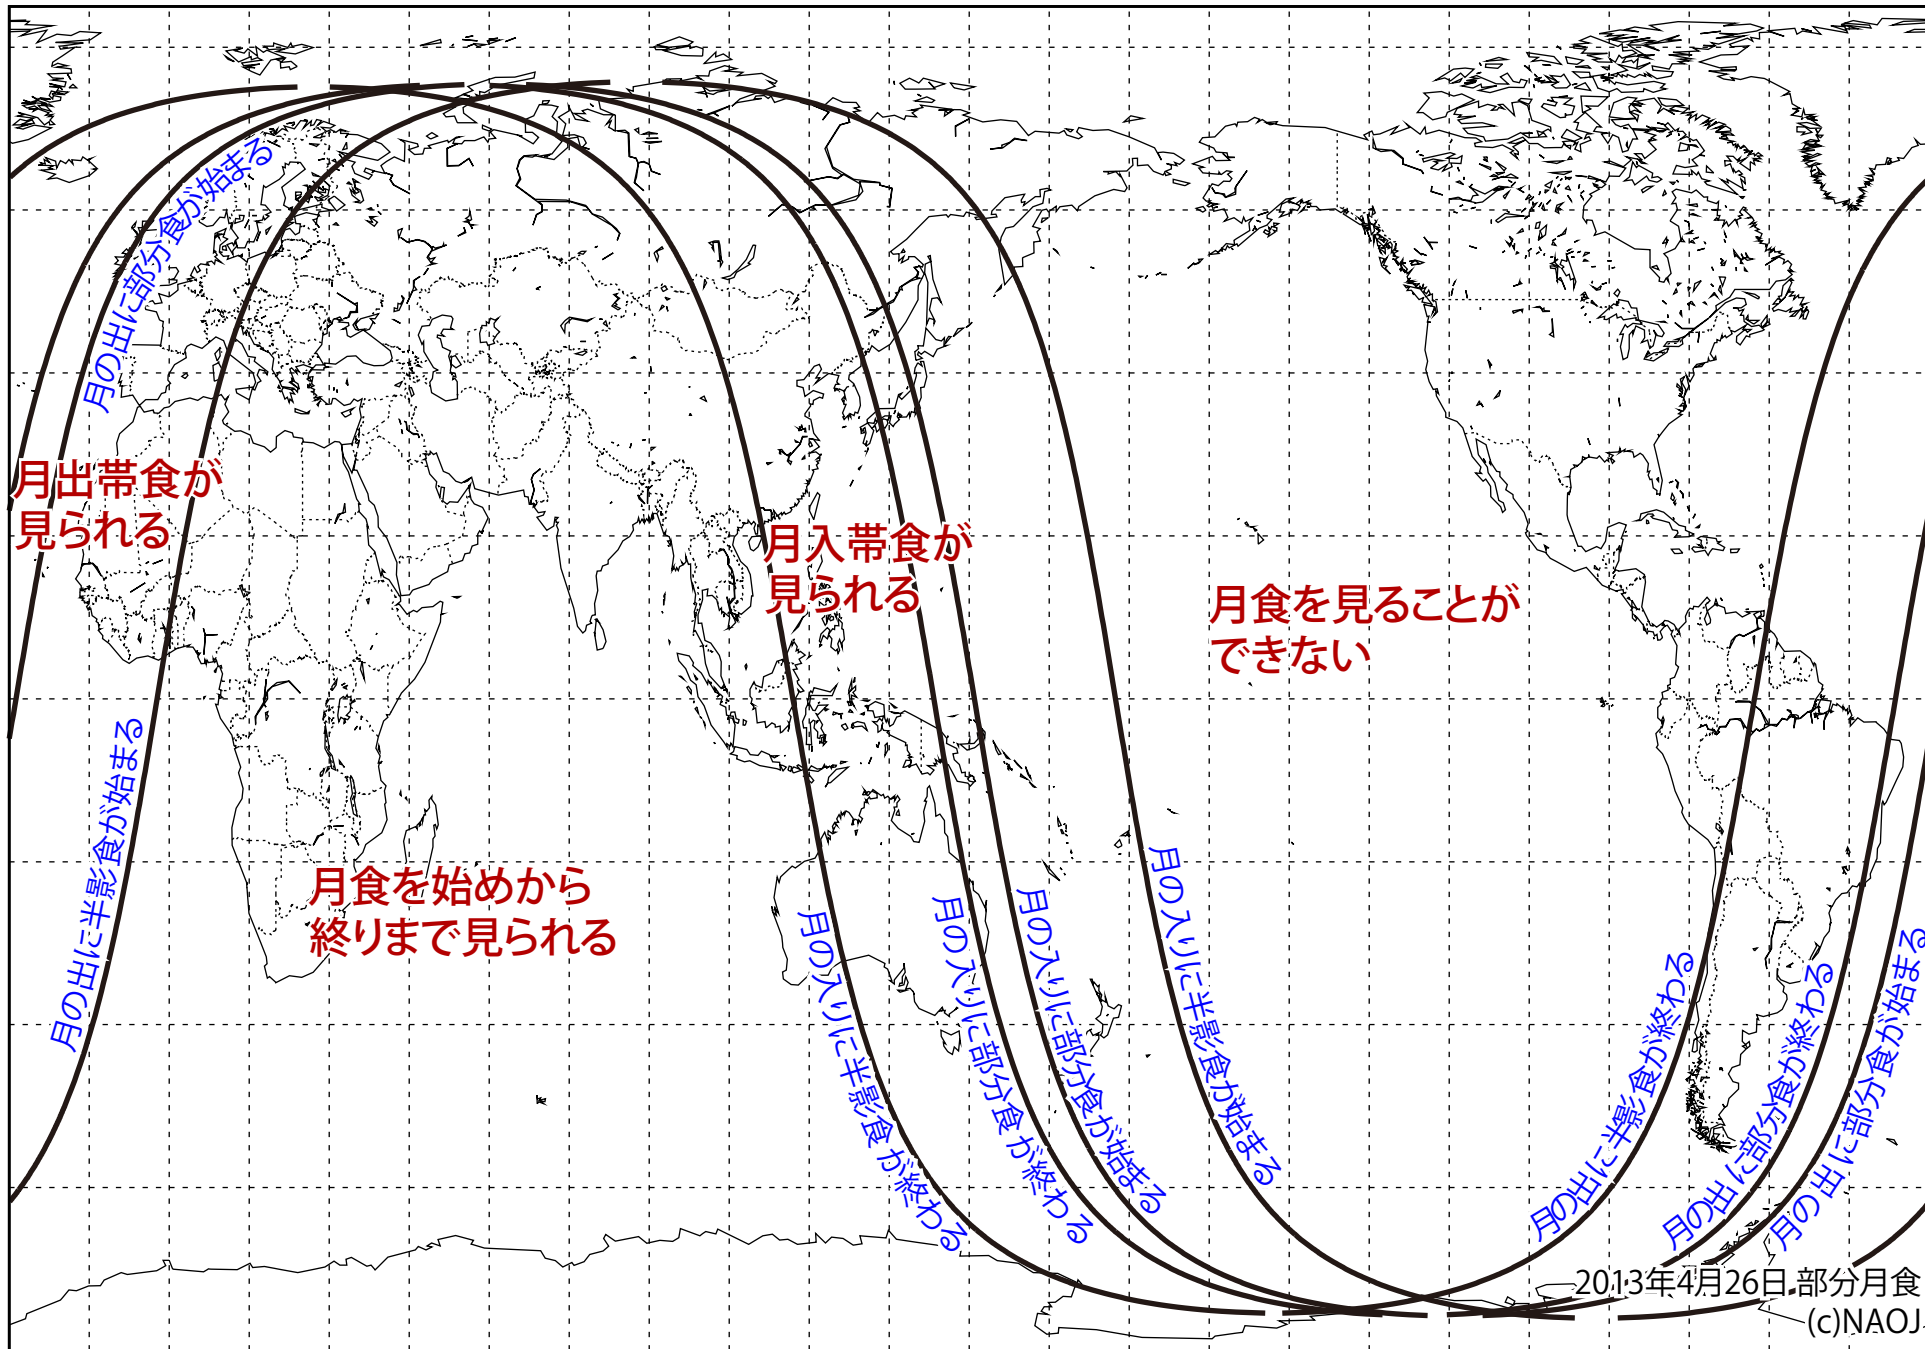 月の出に部分食が始まる
月出帯食が
見られる
月入帯食が
見られる
月食を見ることが
できない
月の出に半影食が始まる
月食を始めから
終りまで見られる
月の入りに半影食が終わる
月の入りに部分食が終わる
月の入りに部分食が始まる
月の入りに半影食が始まる
月の出に半影食が終わる
月の出に部分食が終わる
月の出に部分食が始まる
2013年4月26日 部分月食
(c)NAOJ